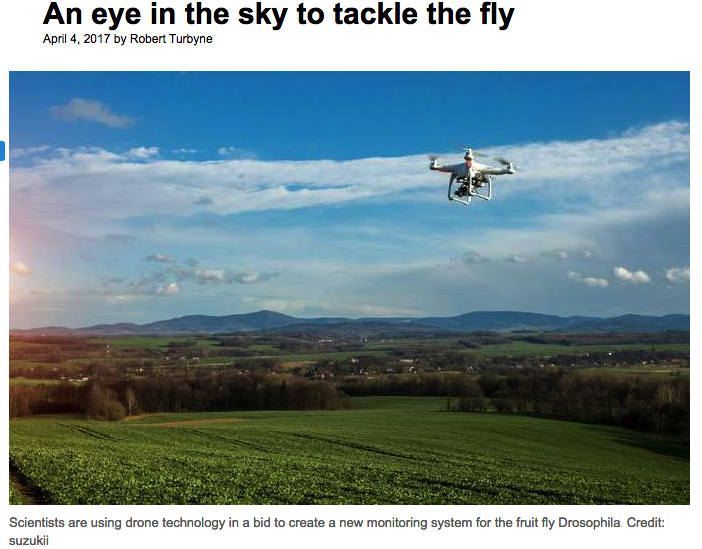 An eye in the sky to tackle the fly
April 4, 2017 by Robert Turbyne
Scientists are using drone technology in a bid to create a new monitoring system for the fruit fly Drosophila. Credit:
suzukii